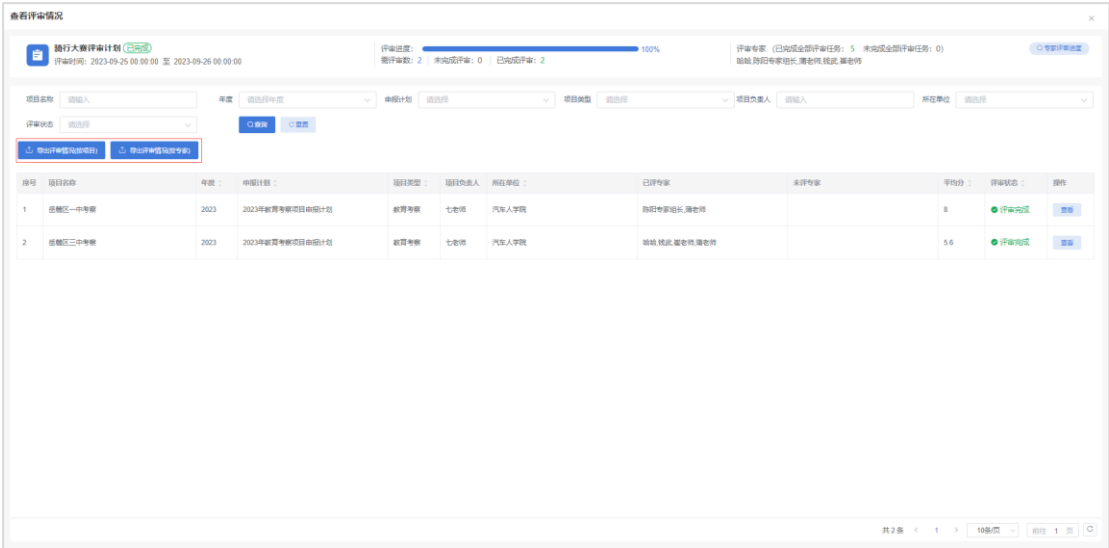 查看评审情况
骑行大赛评审计划 已完成
评审时间：2023-09-25 00:00:00 至 2023-09-26 00:00:00
评审进度： 100%
需评审数：2 未完成评审：0 已完成评审：2
评审专家 （已完成全部评审任务：5 未完成全部评审任务：0）
哈哈,陈阳专家组长,蒲老师,钱武,崔老师
专家评审进度
项目名称 请输入 年度 请选择年度 申报计划 请选择 项目类型 请选择 项目负责人 请输入 所在单位 请选择
评审状态 请选择 查询 重置
导出评审情况(按项目) 导出评审情况(按专家)
序号 项目名称 年度 申报计划 项目类型 项目负责人 所在单位 已评专家 未评专家 平均分 评审状态 操作
1 岳麓区一中考察 2023 2023年教育考察项目申报计划 教育考察 七老师 汽车人学院 陈阳专家组长,蒲老师 8 评审完成 查看
2 岳麓区三中考察 2023 2023年教育考察项目申报计划 教育考察 七老师 汽车人学院 哈哈,钱武,崔老师,蒲老师 5.6 评审完成 查看
共 2 条 1 10条/页 前往 1 页